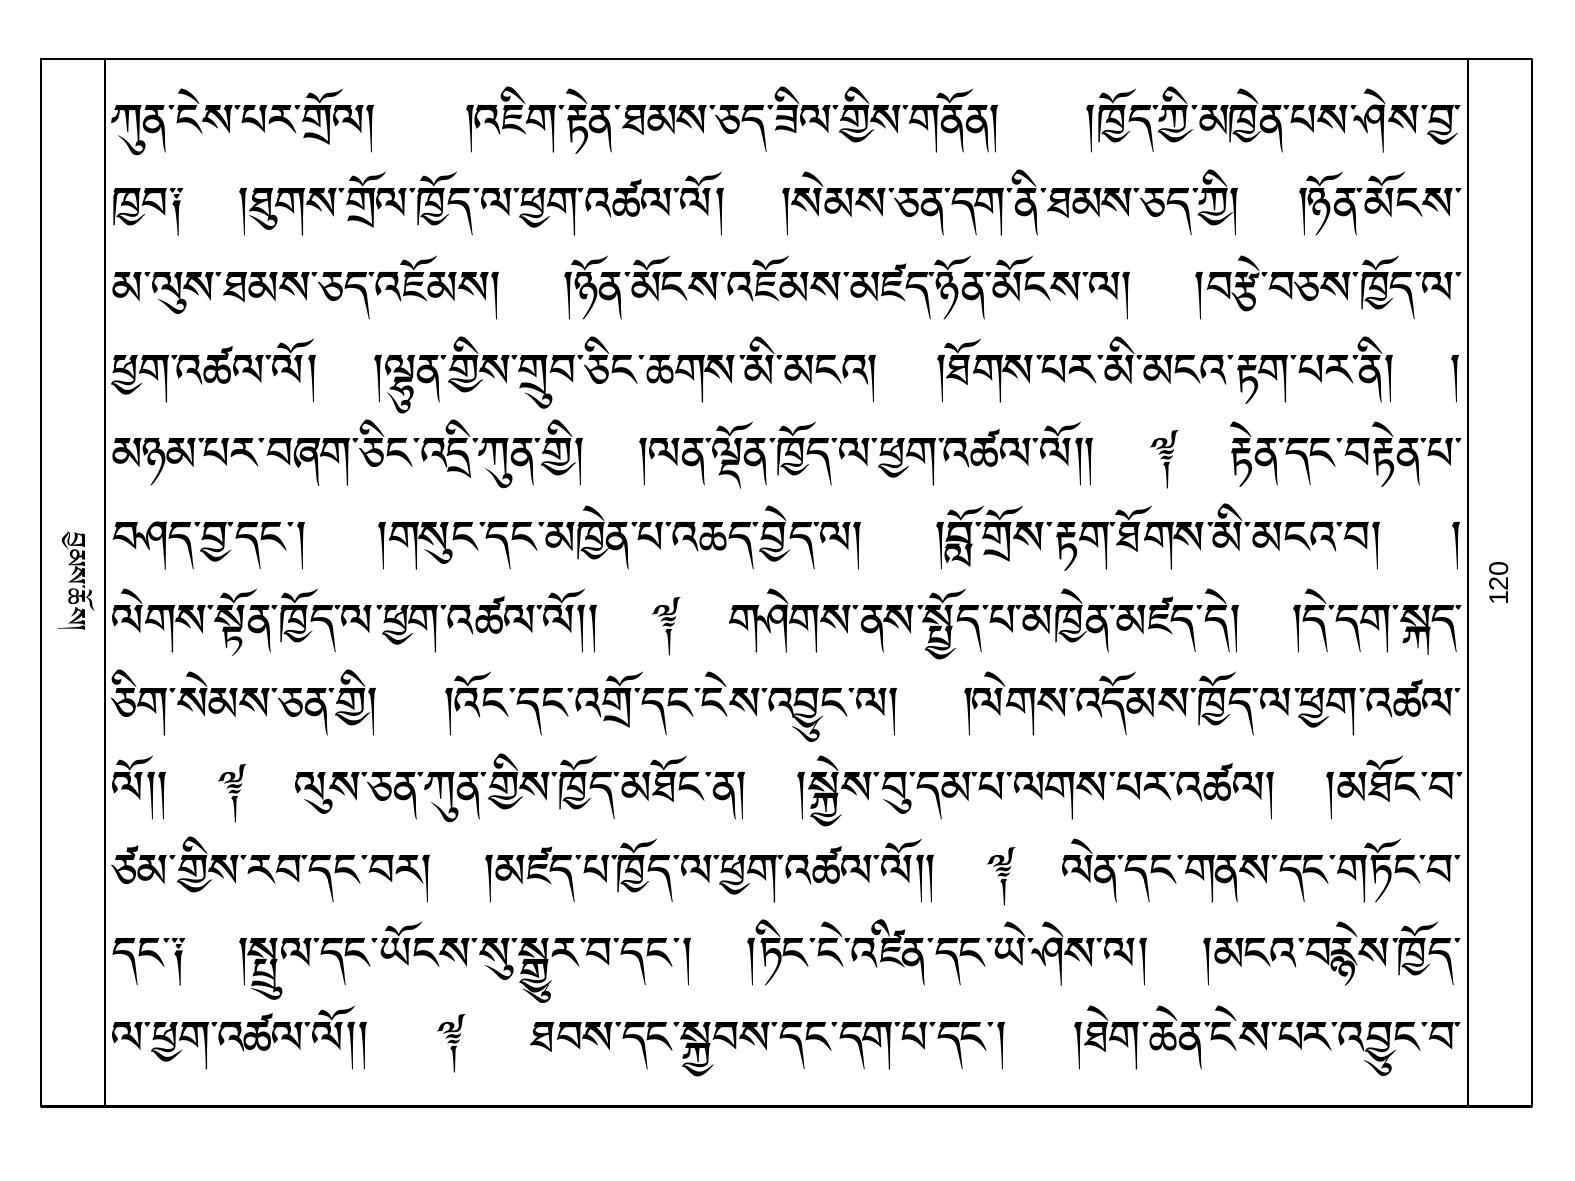 ཀུན་ངེས་པར་གྲོལ། །འཇིག་རྟེན་ཐམས་ཅད་ཟིལ་གྱིས་གནོན། །ཁྱོད་ཀྱི་མཁྱེན་པས་ཤེས་བྱ་
ཁྱབ༑ །ཐུགས་གྲོལ་ཁྱོད་ལ་ཕྱག་འཚལ་ལོ། །སེམས་ཅན་དག་ནི་ཐམས་ཅད་ཀྱི། །ཉོན་མོངས་
མ་ལུས་ཐམས་ཅད་འཇོམས། །ཉོན་མོངས་འཇོམས་མཛད་ཉོན་མོངས་ལ། །བརྩེ་བཅས་ཁྱོད་ལ་
ཕྱག་འཚལ་ལོ། །ལྷུན་གྱིས་གྲུབ་ཅིང་ཆགས་མི་མངའ། །ཐོགས་པར་མི་མངའ་རྟག་པར་ནི། །
མཉམ་པར་བཞག་ཅིང་འདྲི་ཀུན་གྱི། །ལན་ལྡོན་ཁྱོད་ལ་ཕྱག་འཚལ་ལོ།། ༈ རྟེན་དང་བརྟེན་པ་
བཤད་བྱ་དང་། །གསུང་དང་མཁྱེན་པ་འཆད་བྱེད་ལ། །བློ་གྲོས་རྟག་ཐོགས་མི་མངའ་བ། །
ལེགས་སྟོན་ཁྱོད་ལ་ཕྱག་འཚལ་ལོ།། ༈ གཤེགས་ནས་སྤྱོད་པ་མཁྱེན་མཛད་དེ། །དེ་དག་སྐད་
ཅིག་སེམས་ཅན་གྱི། །འོང་དང་འགྲོ་དང་ངེས་འབྱུང་ལ། །ལེགས་འདོམས་ཁྱོད་ལ་ཕྱག་འཚལ་
ལོ།། ༈ ལུས་ཅན་ཀུན་གྱིས་ཁྱོད་མཐོང་ན། །སྐྱེས་བུ་དམ་པ་ལགས་པར་འཚལ། །མཐོང་བ་
ཙམ་གྱིས་རབ་དང་བར། །མཛད་པ་ཁྱོད་ལ་ཕྱག་འཚལ་ལོ།། ༈ ལེན་དང་གནས་དང་གཏོང་བ་
དང་༑ །སྤྲུལ་དང་ཡོངས་སུ་སྒྱུར་བ་དང་། །ཏིང་ངེ་འཛིན་དང་ཡེ་ཤེས་ལ། །མངའ་བརྙེས་ཁྱོད་
ལ་ཕྱག་འཚལ་ལོ།། ༈ ཐབས་དང་སྐྱབས་དང་དག་པ་དང་། །ཐེག་ཆེན་ངེས་པར་འབྱུང་བ་
དུམས་ཆོས།
120